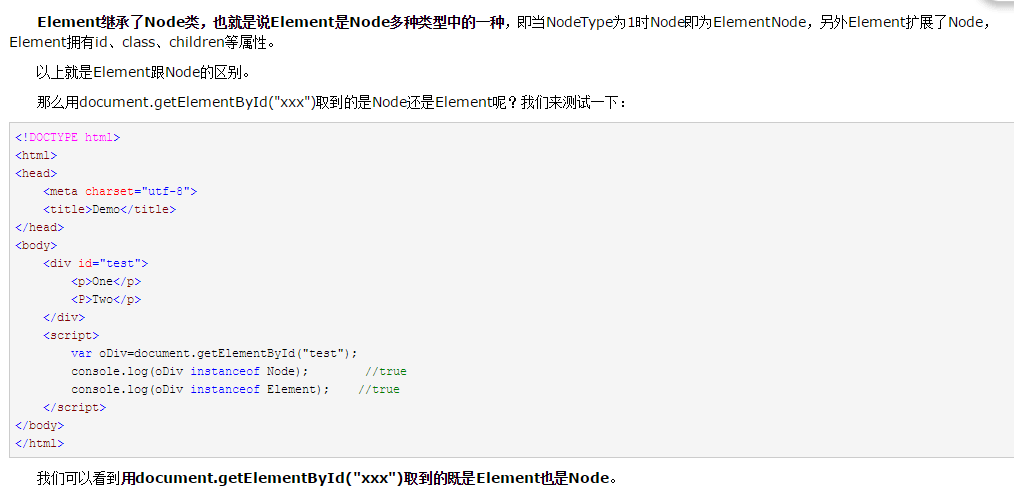 Element继承了Node类，也就是说Element是Node多种类型中的一种，即当NodeType为1时Node即为ElementNode，另外Element扩展了Node，
Element拥有id、class、children等属性。
以上就是Element跟Node的区别。
那么用document.getElementById("xxx")取到的是Node还是Element呢？我们来测试一下：
<!DOCTYPE html>
<html>
<head>
    <meta charset="utf-8">
    <title>Demo</title>
</head>
<body>
    <div id="test">
        <p>One</p>
        <P>Two</p>
    </div>
    <script>
        var oDiv=document.getElementById("test");
        console.log(oDiv instanceof Node);        //true
        console.log(oDiv instanceof Element);    //true
    </script>
</body>
</html>
我们可以看到用document.getElementById("xxx")取到的既是Element也是Node。